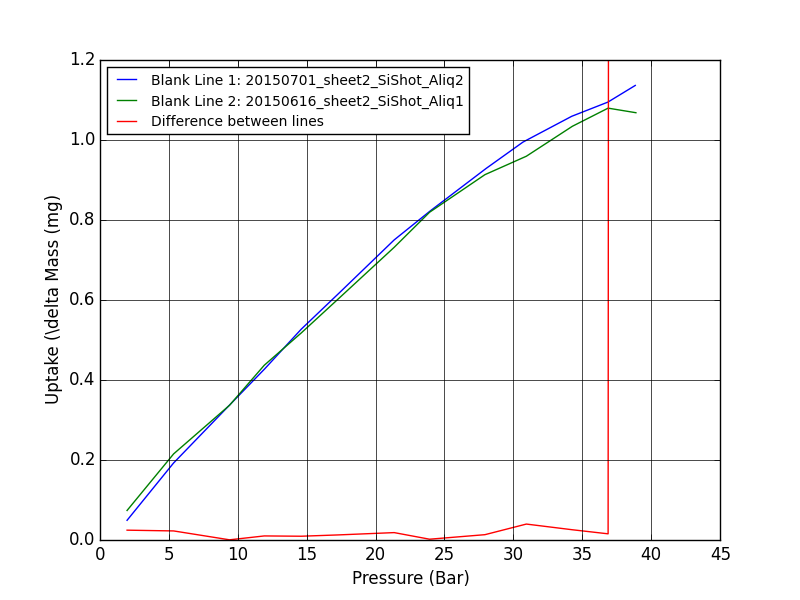 1.2
Blank Line 1: 20150701_sheet2_SiShot_Aliq2
Blank Line 2: 20150616_sheet2_SiShot_Aliq1
Difference between lines
1.0
0.8
0.6
0.4
0.2
0.0
Uptake (\delta Mass (mg)
0 5 10 15 20 25 30 35 40 45
Pressure (Bar)